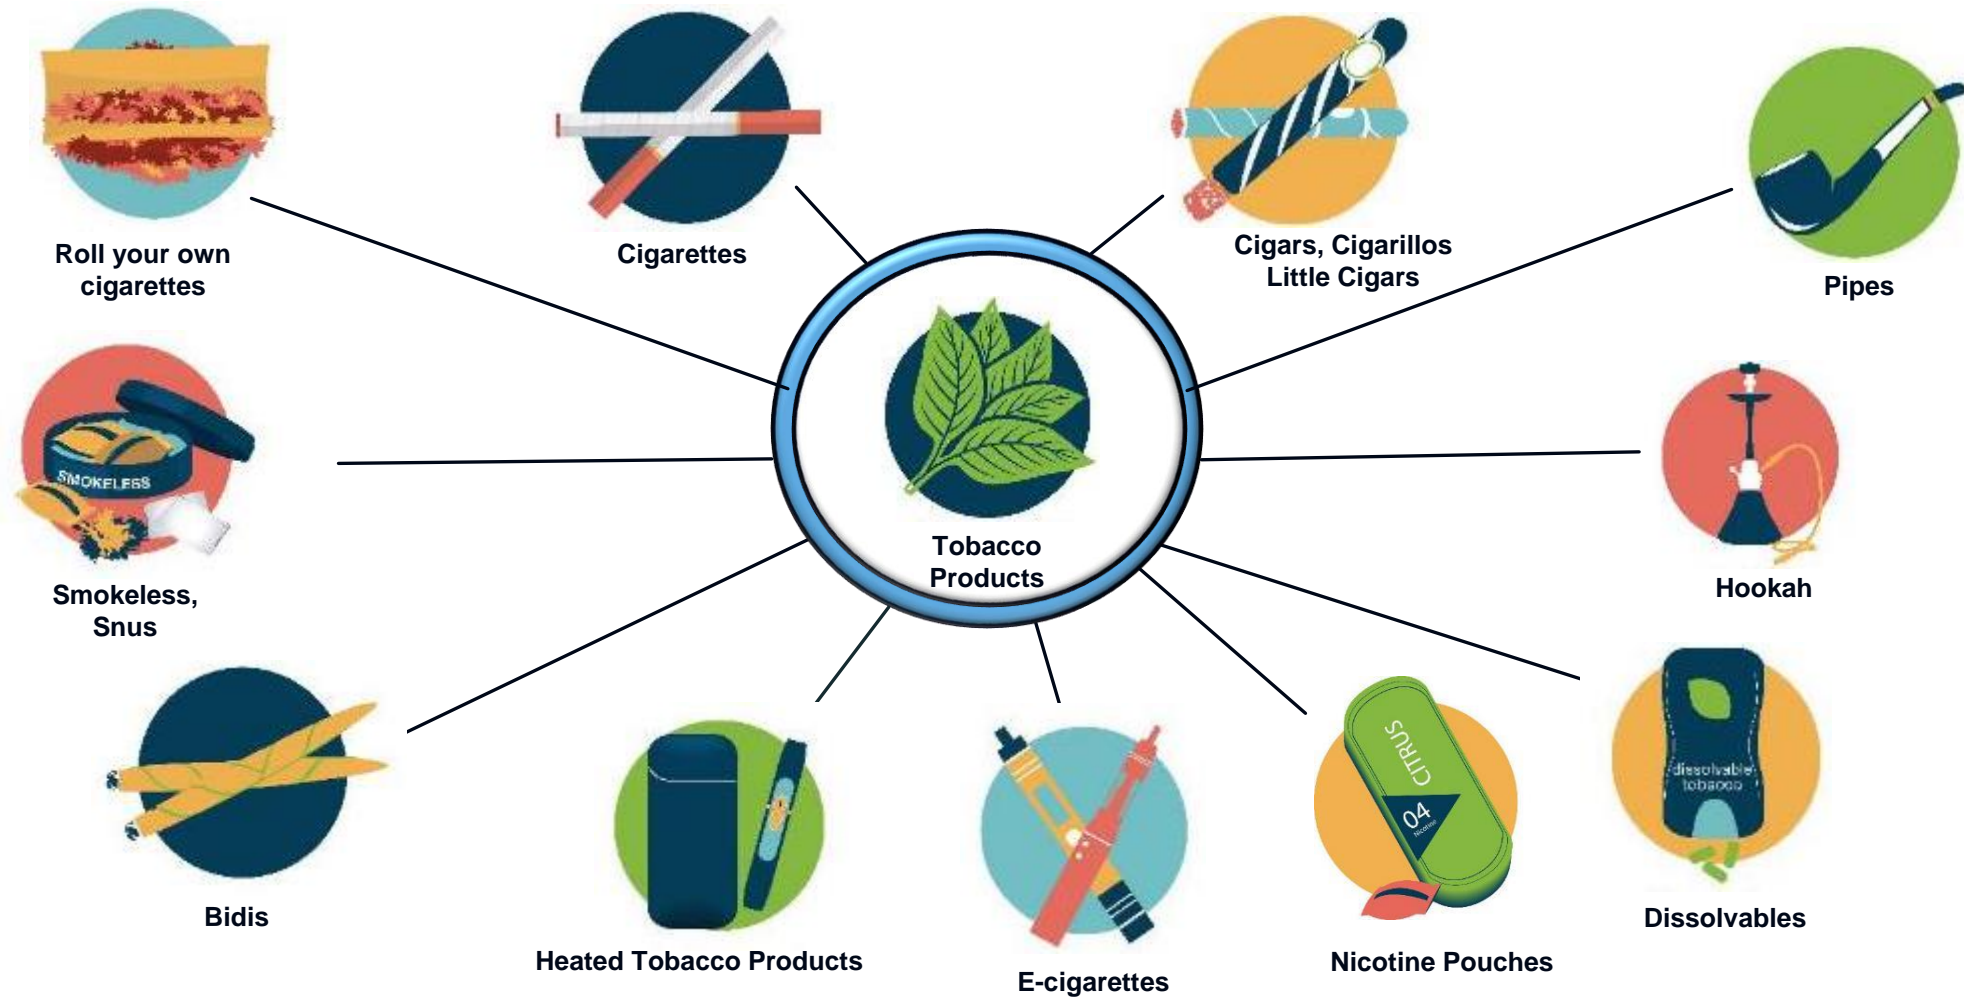 Roll your own
cigarettes
Cigarettes
Cigars, Cigarillos
Little Cigars
Pipes
SMOKELESS
Smokeless,
Snus
Tobacco
Products
Hookah
Bidis
Heated Tobacco Products
E-cigarettes
CITRUS
04
Nicotine
Nicotine Pouches
dissolvable
tobacco
Dissolvables